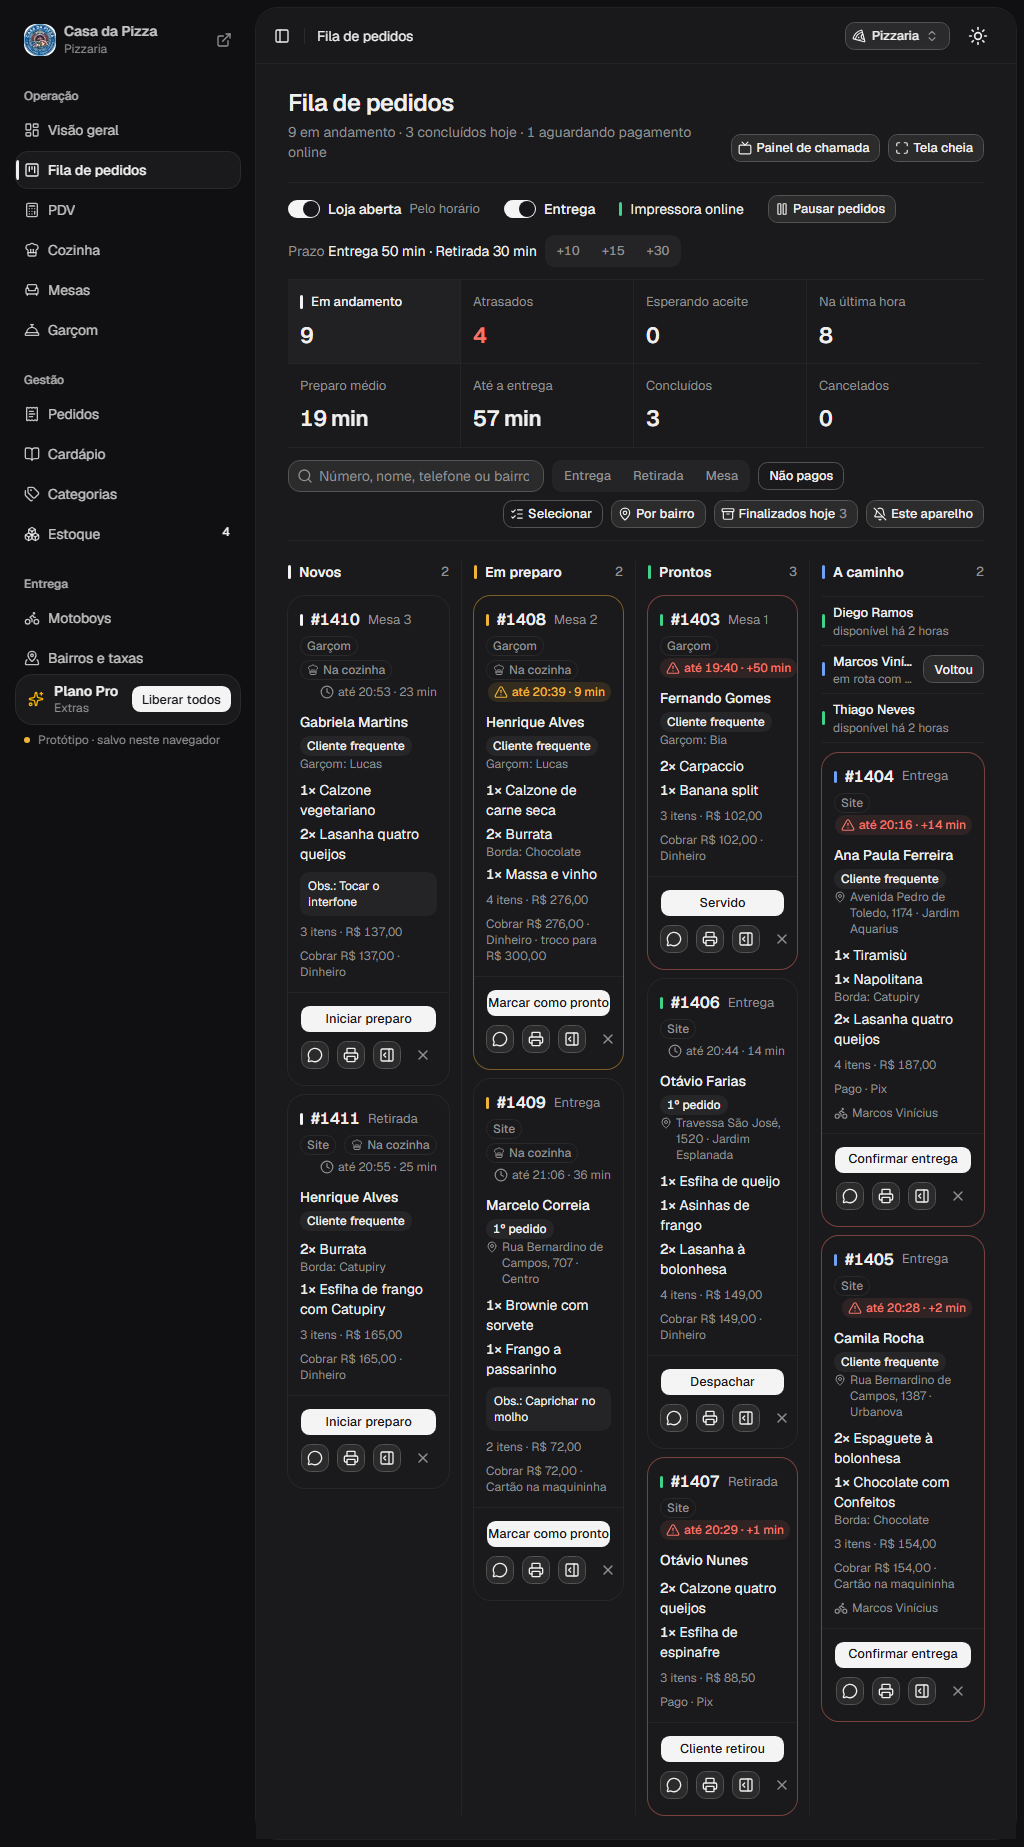 Casa da Pizza
Pizzaria
Operação
Visão geral
Fila de pedidos
PDV
Cozinha
Mesas
Garçom
Gestão
Pedidos
Cardápio
Categorias
Estoque 4
Entrega
Motoboys
Bairros e taxas
Plano Pro
Extras
Liberar todos
Protótipo · salvo neste navegador
Fila de pedidos
Pizzaria
Fila de pedidos
9 em andamento · 3 concluídos hoje · 1 aguardando pagamento
online
Painel de chamada
Tela cheia
Loja aberta Pelo horário
Entrega
Impressora online
Pausar pedidos
Prazo Entrega 50 min · Retirada 30 min
+10 +15 +30
Em andamento
9
Atrasados
4
Esperando aceite
0
Na última hora
8
Preparo médio
19 min
Até a entrega
57 min
Concluídos
3
Cancelados
0
Número, nome, telefone ou bairro
Entrega Retirada Mesa
Não pagos
Selecionar
Por bairro
Finalizados hoje 3
Este aparelho
Novos 2
#1410 Mesa 3
Garçom
Na cozinha
até 20:53 · 23 min
Gabriela Martins
Cliente frequente
Garçom: Lucas
1× Calzone
vegetariano
2× Lasanha quatro
queijos
Obs.: Tocar o
interfone
3 itens · R$ 137,00
Cobrar R$ 137,00 ·
Dinheiro
Iniciar preparo
#1411 Retirada
Site Na cozinha
até 20:55 · 25 min
Henrique Alves
Cliente frequente
2× Burrata
Borda: Catupiry
1× Esfiha de frango
com Catupiry
3 itens · R$ 165,00
Cobrar R$ 165,00 ·
Dinheiro
Iniciar preparo
Em preparo 2
#1408 Mesa 2
Garçom
Na cozinha
até 20:39 · 9 min
Henrique Alves
Cliente frequente
Garçom: Lucas
1× Calzone de
carne seca
2× Burrata
Borda: Chocolate
1× Massa e vinho
4 itens · R$ 276,00
Cobrar R$ 276,00 ·
Dinheiro · troco para
R$ 300,00
Marcar como pronto
#1409 Entrega
Site
Na cozinha
até 21:06 · 36 min
Marcelo Correia
1º pedido
Rua Bernardino de
Campos, 707 ·
Centro
1× Brownie com
sorvete
1× Frango a
passarinho
Obs.: Caprichar no
molho
2 itens · R$ 72,00
Cobrar R$ 72,00 ·
Cartão na maquininha
Marcar como pronto
Prontos 3
#1403 Mesa 1
Garçom
até 19:40 · +50 min
Fernando Gomes
Cliente frequente
Garçom: Bia
2× Carpaccio
1× Banana split
3 itens · R$ 102,00
Cobrar R$ 102,00 ·
Dinheiro
Servido
#1406 Entrega
Site
até 20:44 · 14 min
Otávio Farias
1º pedido
Travessa São José,
1520 · Jardim
Esplanada
1× Esfiha de queijo
1× Asinhas de
frango
2× Lasanha à
bolonhesa
4 itens · R$ 149,00
Cobrar R$ 149,00 ·
Dinheiro
Despachar
#1407 Retirada
Site
até 20:29 · +1 min
Otávio Nunes
2× Calzone quatro
queijos
1× Esfiha de
espinafre
3 itens · R$ 88,50
Pago · Pix
Cliente retirou
A caminho 2
Diego Ramos
disponível há 2 horas
Marcos Viní...
em rota com ...
Voltou
Thiago Neves
disponível há 2 horas
#1404 Entrega
Site
até 20:16 · +14 min
Ana Paula Ferreira
Cliente frequente
Avenida Pedro de
Toledo, 1174 · Jardim
Aquarius
1× Tiramisù
1× Napolitana
Borda: Catupiry
2× Lasanha quatro
queijos
4 itens · R$ 187,00
Pago · Pix
Marcos Vinícius
Confirmar entrega
#1405 Entrega
Site
até 20:28 · +2 min
Camila Rocha
Cliente frequente
Rua Bernardino de
Campos, 1387 ·
Urbanova
2× Espaguete à
bolonhesa
1× Chocolate com
Confeitos
Borda: Chocolate
3 itens · R$ 154,00
Cobrar R$ 154,00 ·
Cartão na maquininha
Marcos Vinícius
Confirmar entrega